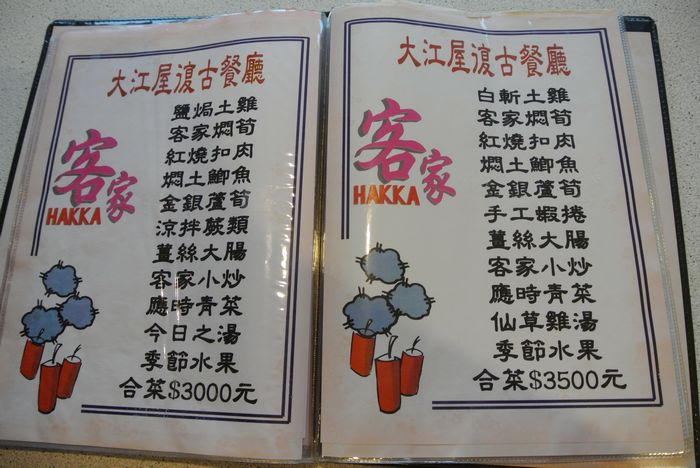 大江屋復古餐廳
客家
HAKKA
鹽焗土雞
客家燜筍
紅燒扣肉
燜土鯽魚
金銀蘆筍
涼拌蕨類
薑絲大腸
客家小炒
應時青菜
今日之湯
季節水果
合菜$3000元
大江屋復古餐廳
客家
HAKKA
白斬土雞
客家燜筍
紅燒扣肉
燜土鯽魚
金銀蘆筍
手工蝦捲
薑絲大腸
客家小炒
應時青菜
仙草雞湯
季節水果
合菜$3500元